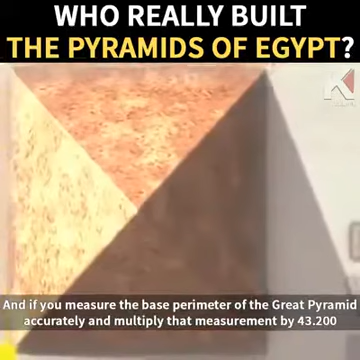 WHO REALLY BUILT
THE PYRAMIDS OF EGYPT?
And if you measure the base perimeter of the Great Pyramid
accurately and multiply that measurement by 43.200